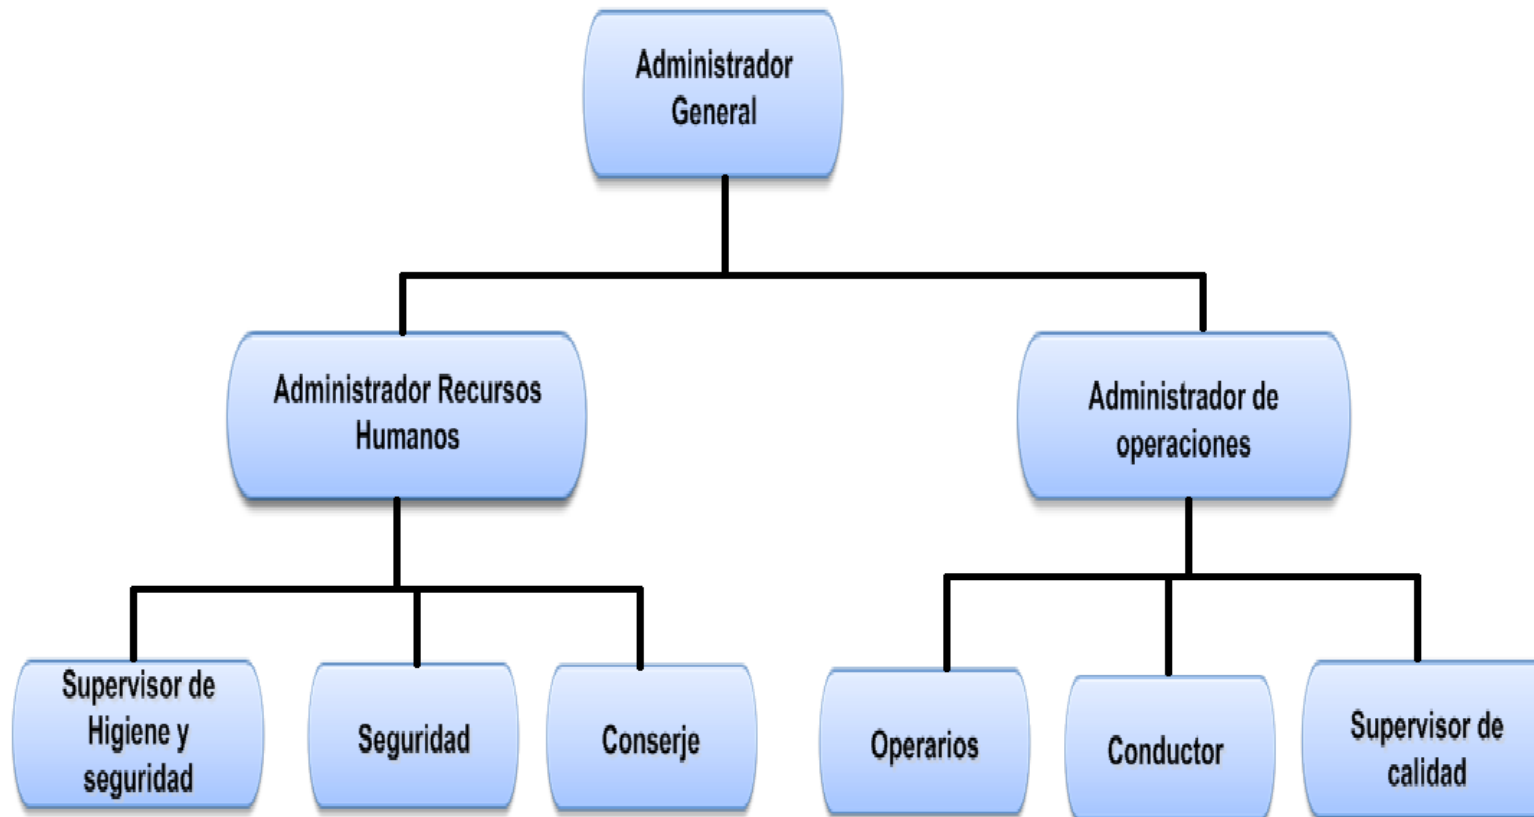 Administrador
General
Administrador Recursos
Humanos
Administrador de
operaciones
Supervisor de
Higiene y
seguridad
Seguridad
Conserje
Operarios
Conductor
Supervisor de
calidad